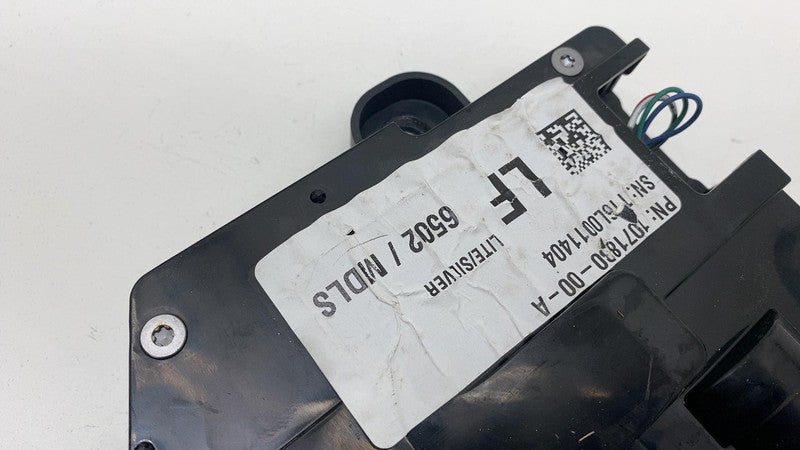 PN: 1071830-00-A
SN: T16L0011404
LF
LITE/SILVER
6502 / MDLS